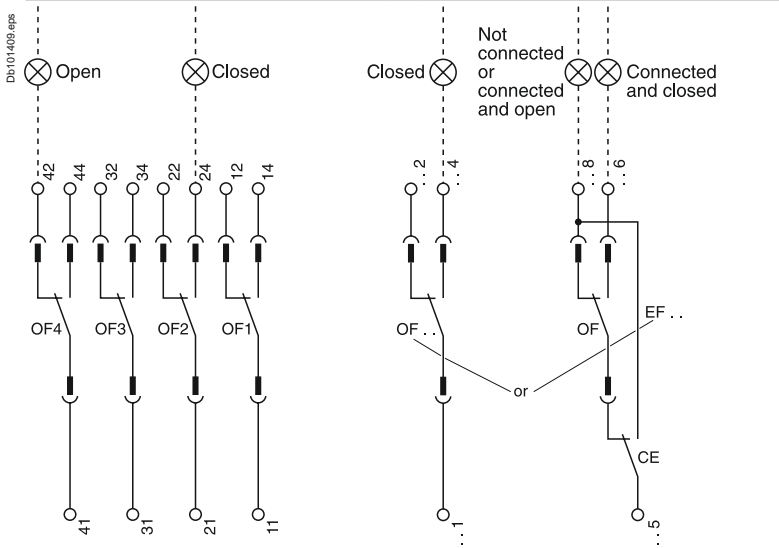 Db101409.eps
Open
Closed
Closed
Not
connected
or
connected
and open
Connected
and closed
42
44
32
34
22
24
12
14
. . 2
. . 4
. . 8
. . 6
OF4
OF3
OF2
OF1
OF . .
OF
EF . .
or
CE
41
31
21
11
. . 1
. . 5